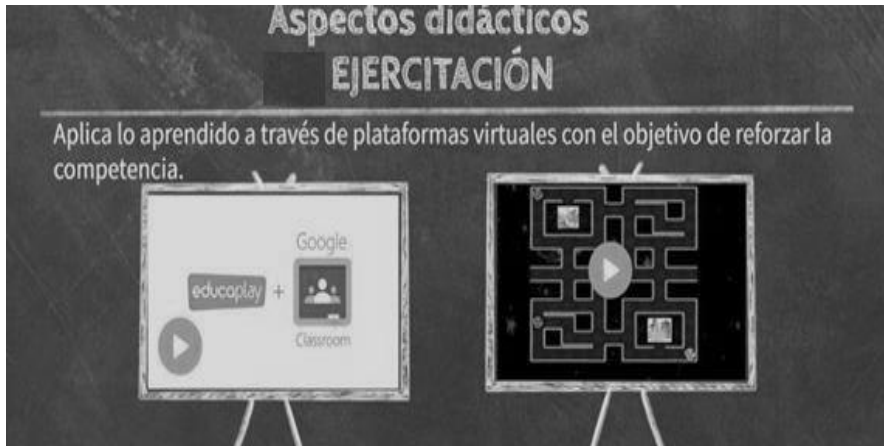 Aspectos didácticos
EJERCITACIÓN
Aplica lo aprendido a través de plataformas virtuales con el objetivo de reforzar la
competencia.
Google
educaplay +
Classroom